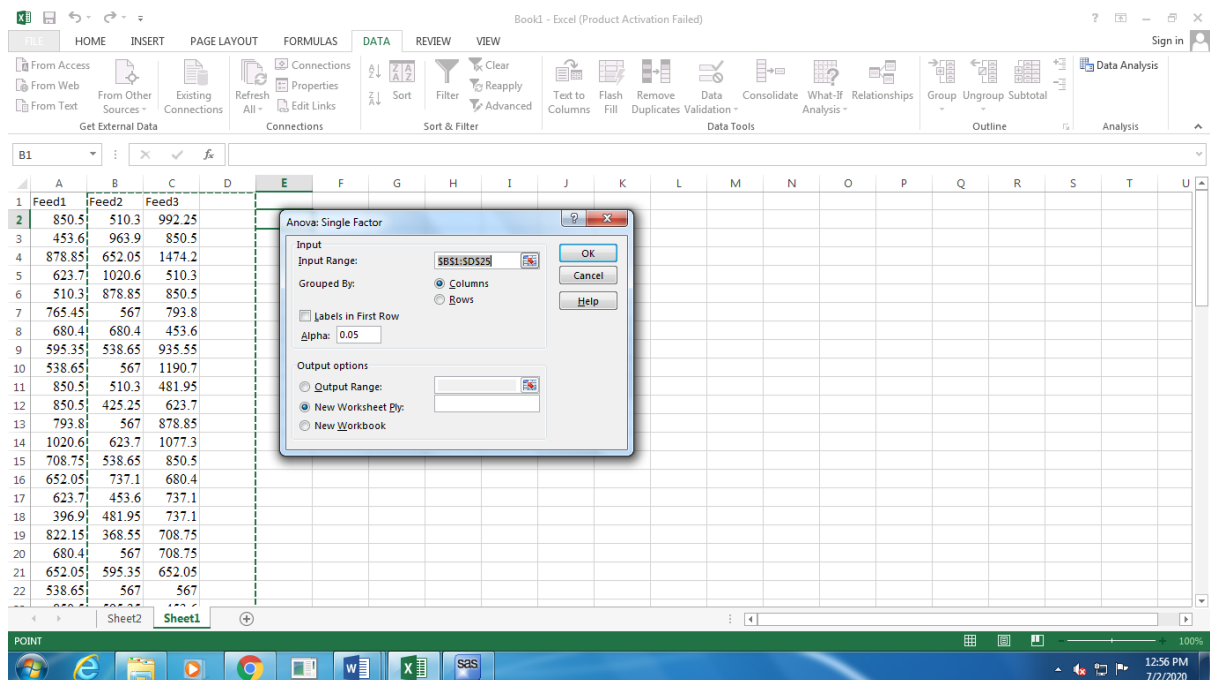 Book1 - Excel (Product Activation Failed)
FILE HOME INSERT PAGE LAYOUT FORMULAS DATA REVIEW VIEW Sign in
From Access
From Web
From Text
From Other Sources
Existing Connections
Get External Data
Refresh All
Connections
Properties
Edit Links
Connections
Sort
Filter
Clear
Reapply
Advanced
Sort & Filter
Text to Columns
Flash Fill
Remove Duplicates
Data Validation
Consolidate
What-If Analysis
Relationships
Data Tools
Group
Ungroup
Subtotal
Outline
Data Analysis
Analysis
B1 fx
A B C D E F G H I J K L M N O P Q R S T U
1 Feed1 Feed2 Feed3
2 850.5 510.3 992.25
3 453.6 963.9 850.5
4 878.85 652.05 1474.2
5 623.7 1020.6 510.3
6 510.3 878.85 850.5
7 765.45 567 793.8
8 680.4 680.4 453.6
9 595.35 538.65 935.55
10 538.65 567 1190.7
11 850.5 510.3 481.95
12 850.5 425.25 623.7
13 793.8 567 878.85
14 1020.6 623.7 1077.3
15 708.75 538.65 850.5
16 652.05 737.1 680.4
17 623.7 453.6 737.1
18 396.9 481.95 737.1
19 822.15 368.55 708.75
20 680.4 567 708.75
21 652.05 595.35 652.05
22 538.65 567 567
Anova: Single Factor
Input
Input Range: $B$1:$D$25
Grouped By: Columns
Rows
Labels in First Row
Alpha: 0.05
Output options
Output Range:
New Worksheet Ply:
New Workbook
OK
Cancel
Help
Sheet2 Sheet1
POINT 100%
sas
12:56 PM
7/2/2020